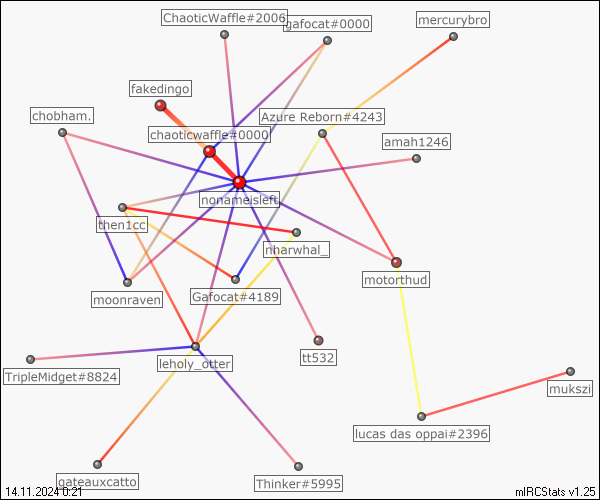 ChaoticWaffle#2006
gafocat#0000
mercurybro
fakedingo
chobham.
Azure Reborn#4243
chaoticwaffle#0000
amah1246
nonameisleft
then1cc
nharwhal_
motorthud
moonraven
Gafocat#4189
tt532
leholy_otter
TripleMidget#8824
mukszi
lucas das oppai#2396
gateauxcatto
Thinker#5995
14.11.2024 0:21
mIRCStats v1.25